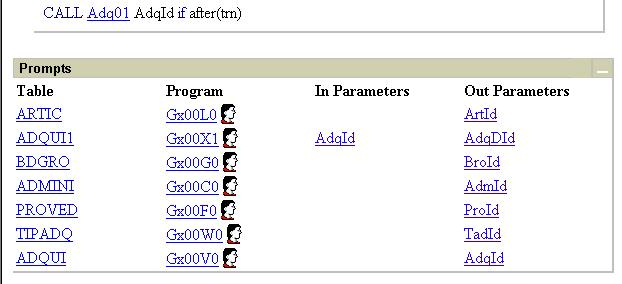 CALL Adq01 AdqId if after(trn)
Prompts
Table Program In Parameters Out Parameters
ARTIC Gx00L0 ArtId
ADQUI1 Gx00X1 AdqId AdqDId
BDGRO Gx00G0 BroId
ADMINI Gx00C0 AdmId
PROVED Gx00F0 ProId
TIPADQ Gx00W0 TadId
ADQUI Gx00V0 AdqId